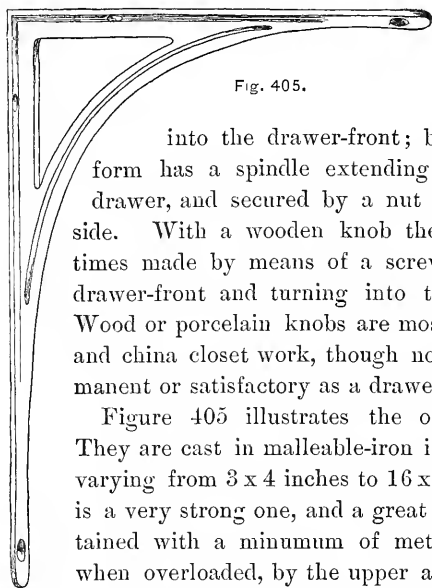 Fig. 405.
into the drawer-front; b
form has a spindle extending
drawer, and secured by a nut
side. With a wooden knob the
times made by means of a screv
drawer-front and turning into t
Wood or porcelain knobs are mos
and china closet work, though no
manent or satisfactory as a drawe
Figure 405 illustrates the o
They are cast in malleable-iron i
varying from 3 x 4 inches to 16 x
is a very strong one, and a great
tained with a minumum of met
when overloaded, by the upper a